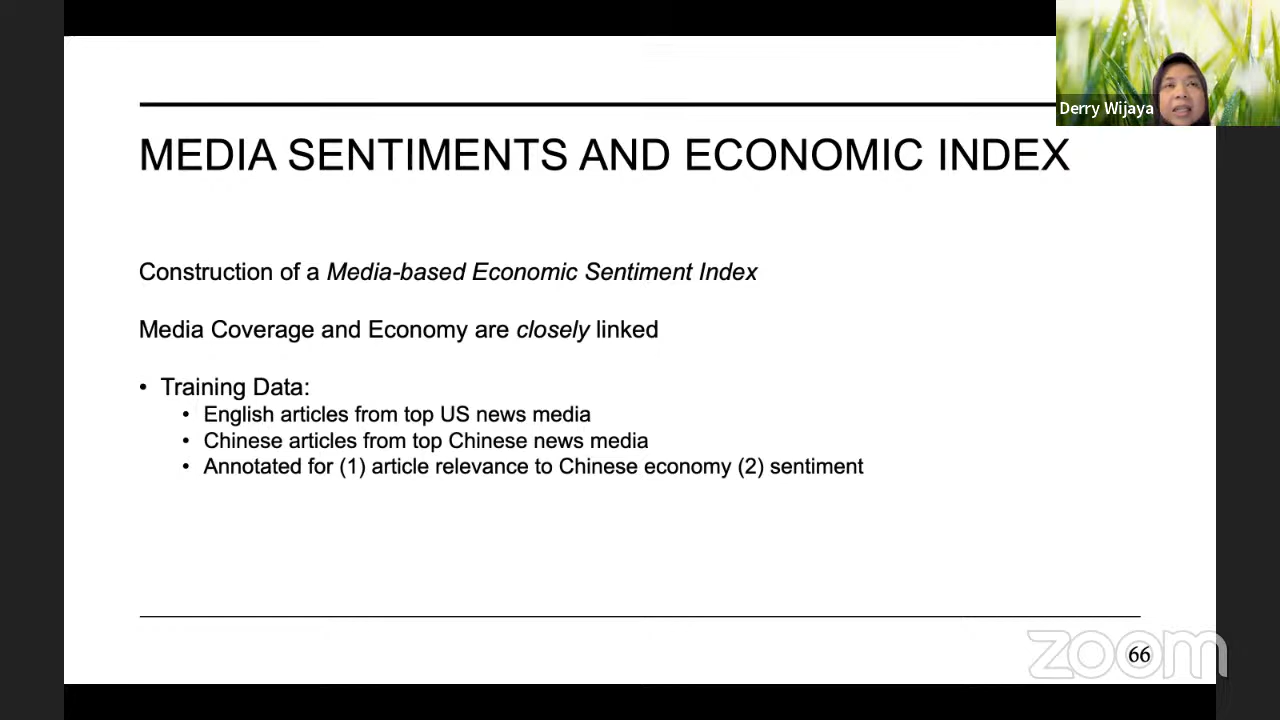 Derry Wijaya
MEDIA SENTIMENTS AND ECONOMIC INDEX
Construction of a Media-based Economic Sentiment Index
Media Coverage and Economy are closely linked
• Training Data:
• English articles from top US news media
• Chinese articles from top Chinese news media
• Annotated for (1) article relevance to Chinese economy (2) sentiment
zoom
66